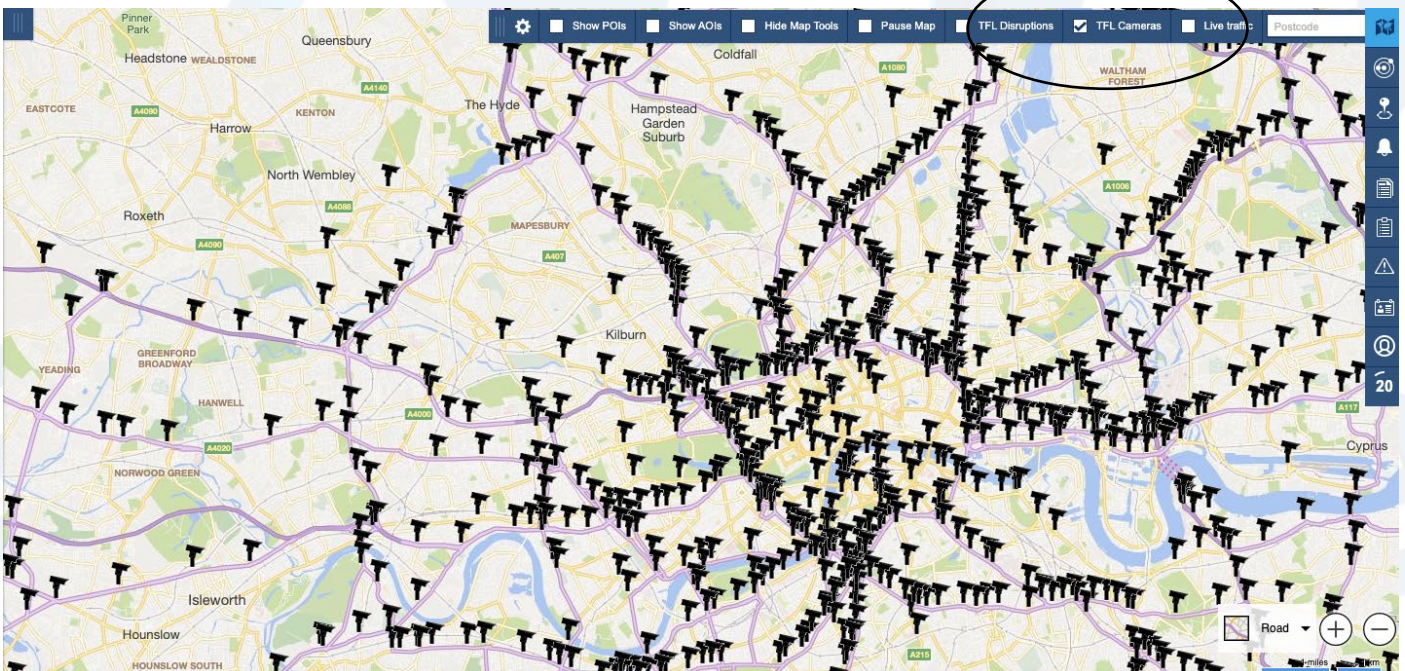 Show POIs
Show AOIs
Hide Map Tools
Pause Map
TFL Disruptions
TFL Cameras
Live traffic
Postcode
Pinner
Park
Queensbury
Headstone
WEALDSTONE
Coldfall
A1080
WALTHAM
FOREST
A4140
EASTCOTE
A4090
KENTON
The Hyde
Hampstead
Garden
Suburb
Harrow
North Wembley
A1006
A4088
Roxeth
MAPESBURY
A4090
A407
Kilburn
GREENFORD
BROADWAY
YEADING
HANWELL
A4000
A4020
20
A117
Cyprus
NORWOOD GREEN
Isleworth
Hounslow
HOUNSLOW SOUTH
A215
Road